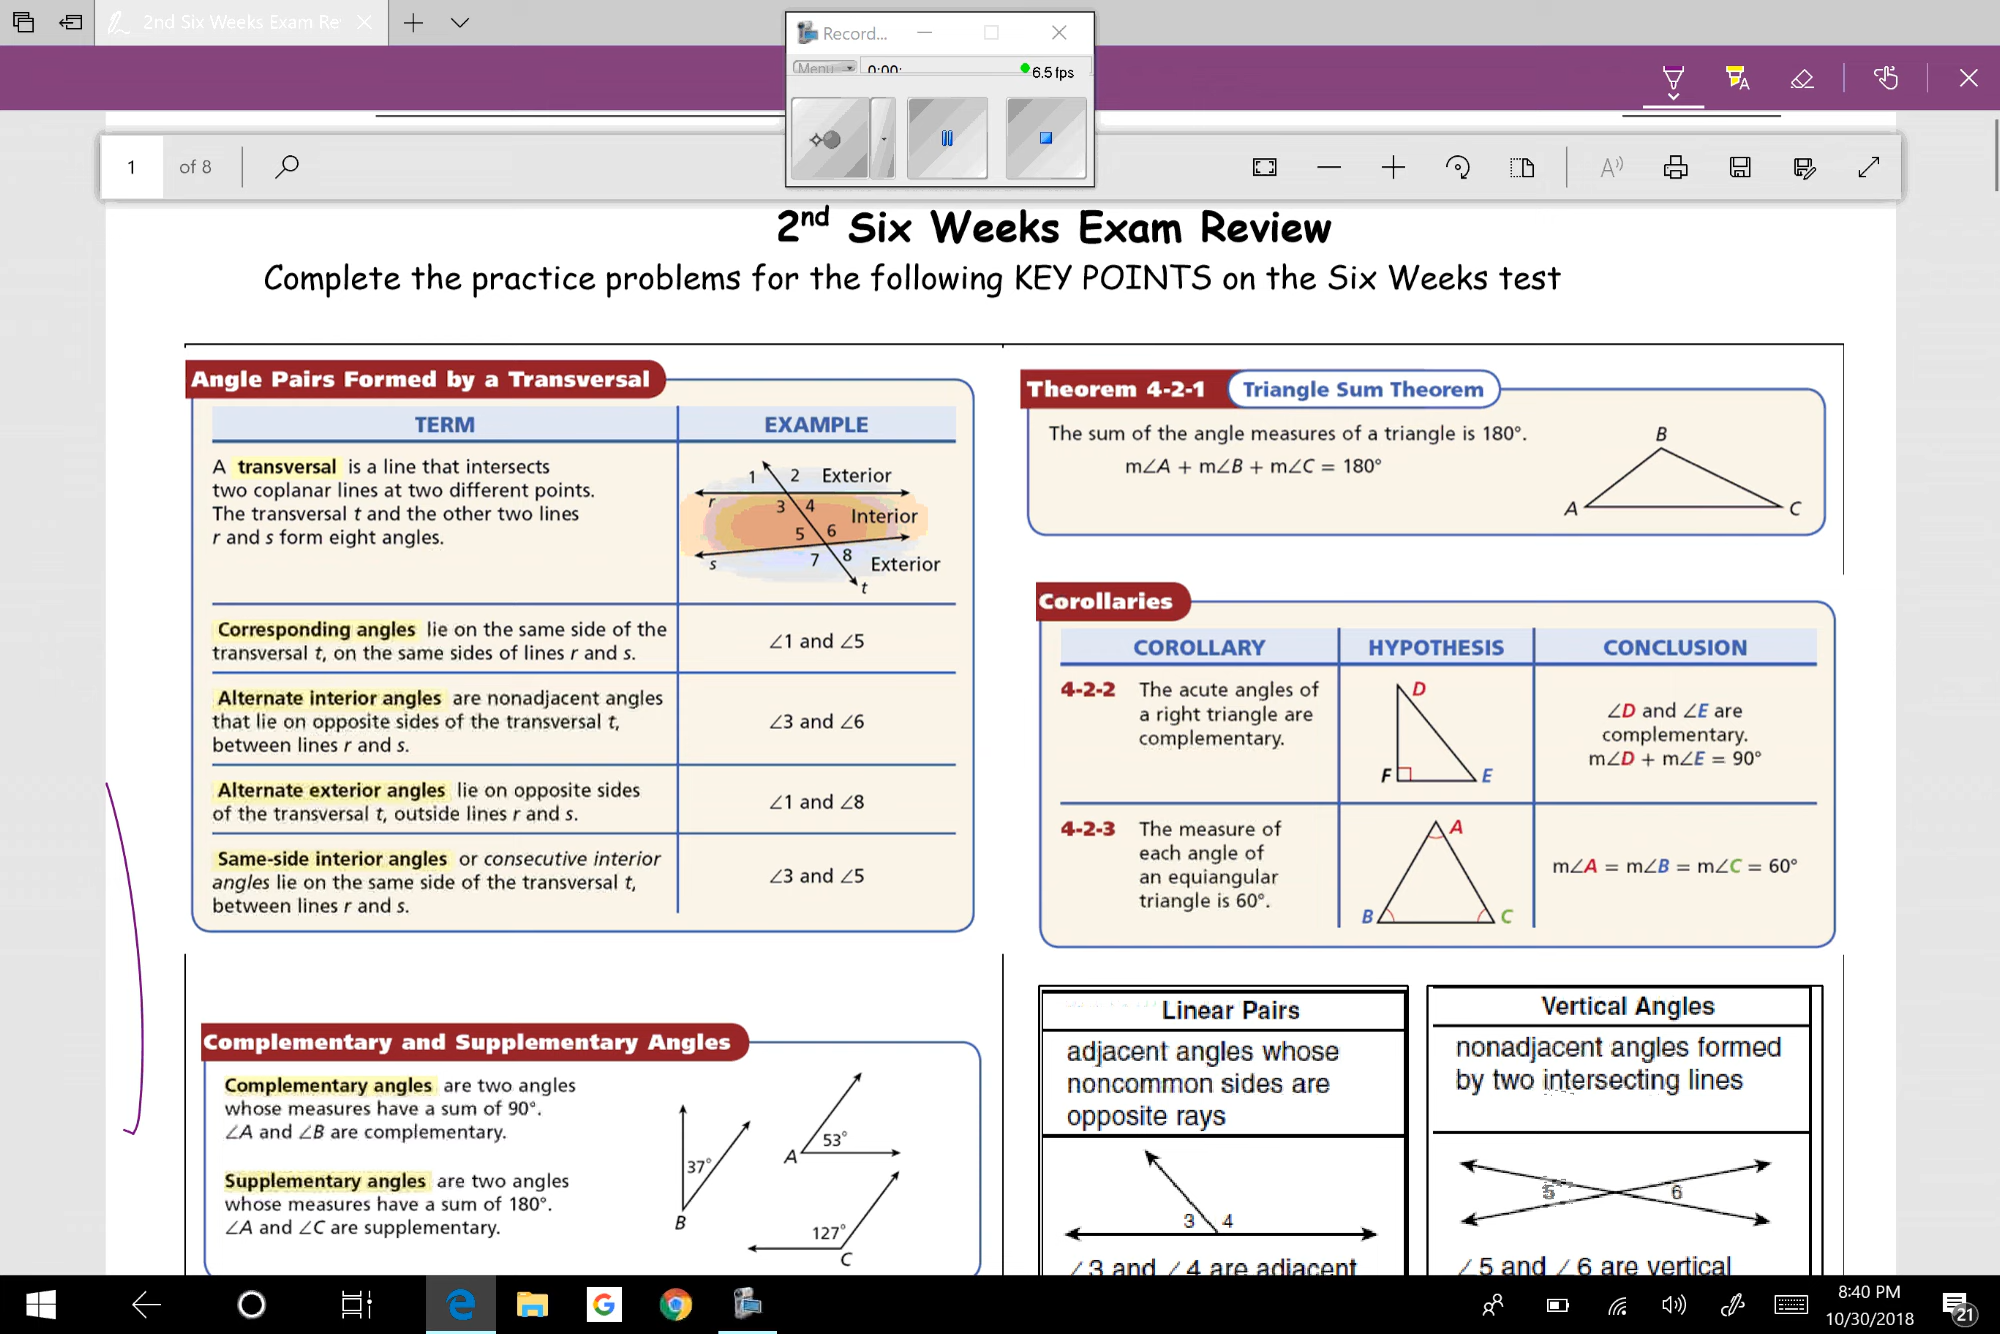 2nd Six Weeks Exam Re
Record...
Menu
0:00:
6.5 fps
1 of 8
2nd Six Weeks Exam Review
Complete the practice problems for the following KEY POINTS on the Six Weeks test
Angle Pairs Formed by a Transversal
TERM
EXAMPLE
A transversal is a line that intersects
two coplanar lines at two different points.
The transversal t and the other two lines
r and s form eight angles.
1 2 Exterior
r 3 4
Interior
5 6
s 7 8 Exterior
t
Corresponding angles lie on the same side of the
transversal t, on the same sides of lines r and s.
∠1 and ∠5
Alternate interior angles are nonadjacent angles
that lie on opposite sides of the transversal t,
between lines r and s.
∠3 and ∠6
Alternate exterior angles lie on opposite sides
of the transversal t, outside lines r and s.
∠1 and ∠8
Same-side interior angles or consecutive interior
angles lie on the same side of the transversal t,
between lines r and s.
∠3 and ∠5
Theorem 4-2-1 Triangle Sum Theorem
The sum of the angle measures of a triangle is 180°.
m∠A + m∠B + m∠C = 180°
B
A C
Corollaries
COROLLARY
HYPOTHESIS
CONCLUSION
4-2-2 The acute angles of
a right triangle are
complementary.
D
F E
∠D and ∠E are
complementary.
m∠D + m∠E = 90°
4-2-3 The measure of
each angle of
an equiangular
triangle is 60°.
A
B C
m∠A = m∠B = m∠C = 60°
Complementary and Supplementary Angles
Complementary angles are two angles
whose measures have a sum of 90°.
∠A and ∠B are complementary.
Supplementary angles are two angles
whose measures have a sum of 180°.
∠A and ∠C are supplementary.
37°
B
53°
A
127°
C
Linear Pairs
adjacent angles whose
noncommon sides are
opposite rays
3 4
∠3 and ∠4 are adjacent
Vertical Angles
nonadjacent angles formed
by two intersecting lines
5 6
∠5 and ∠6 are vertical
8:40 PM
10/30/2018
21